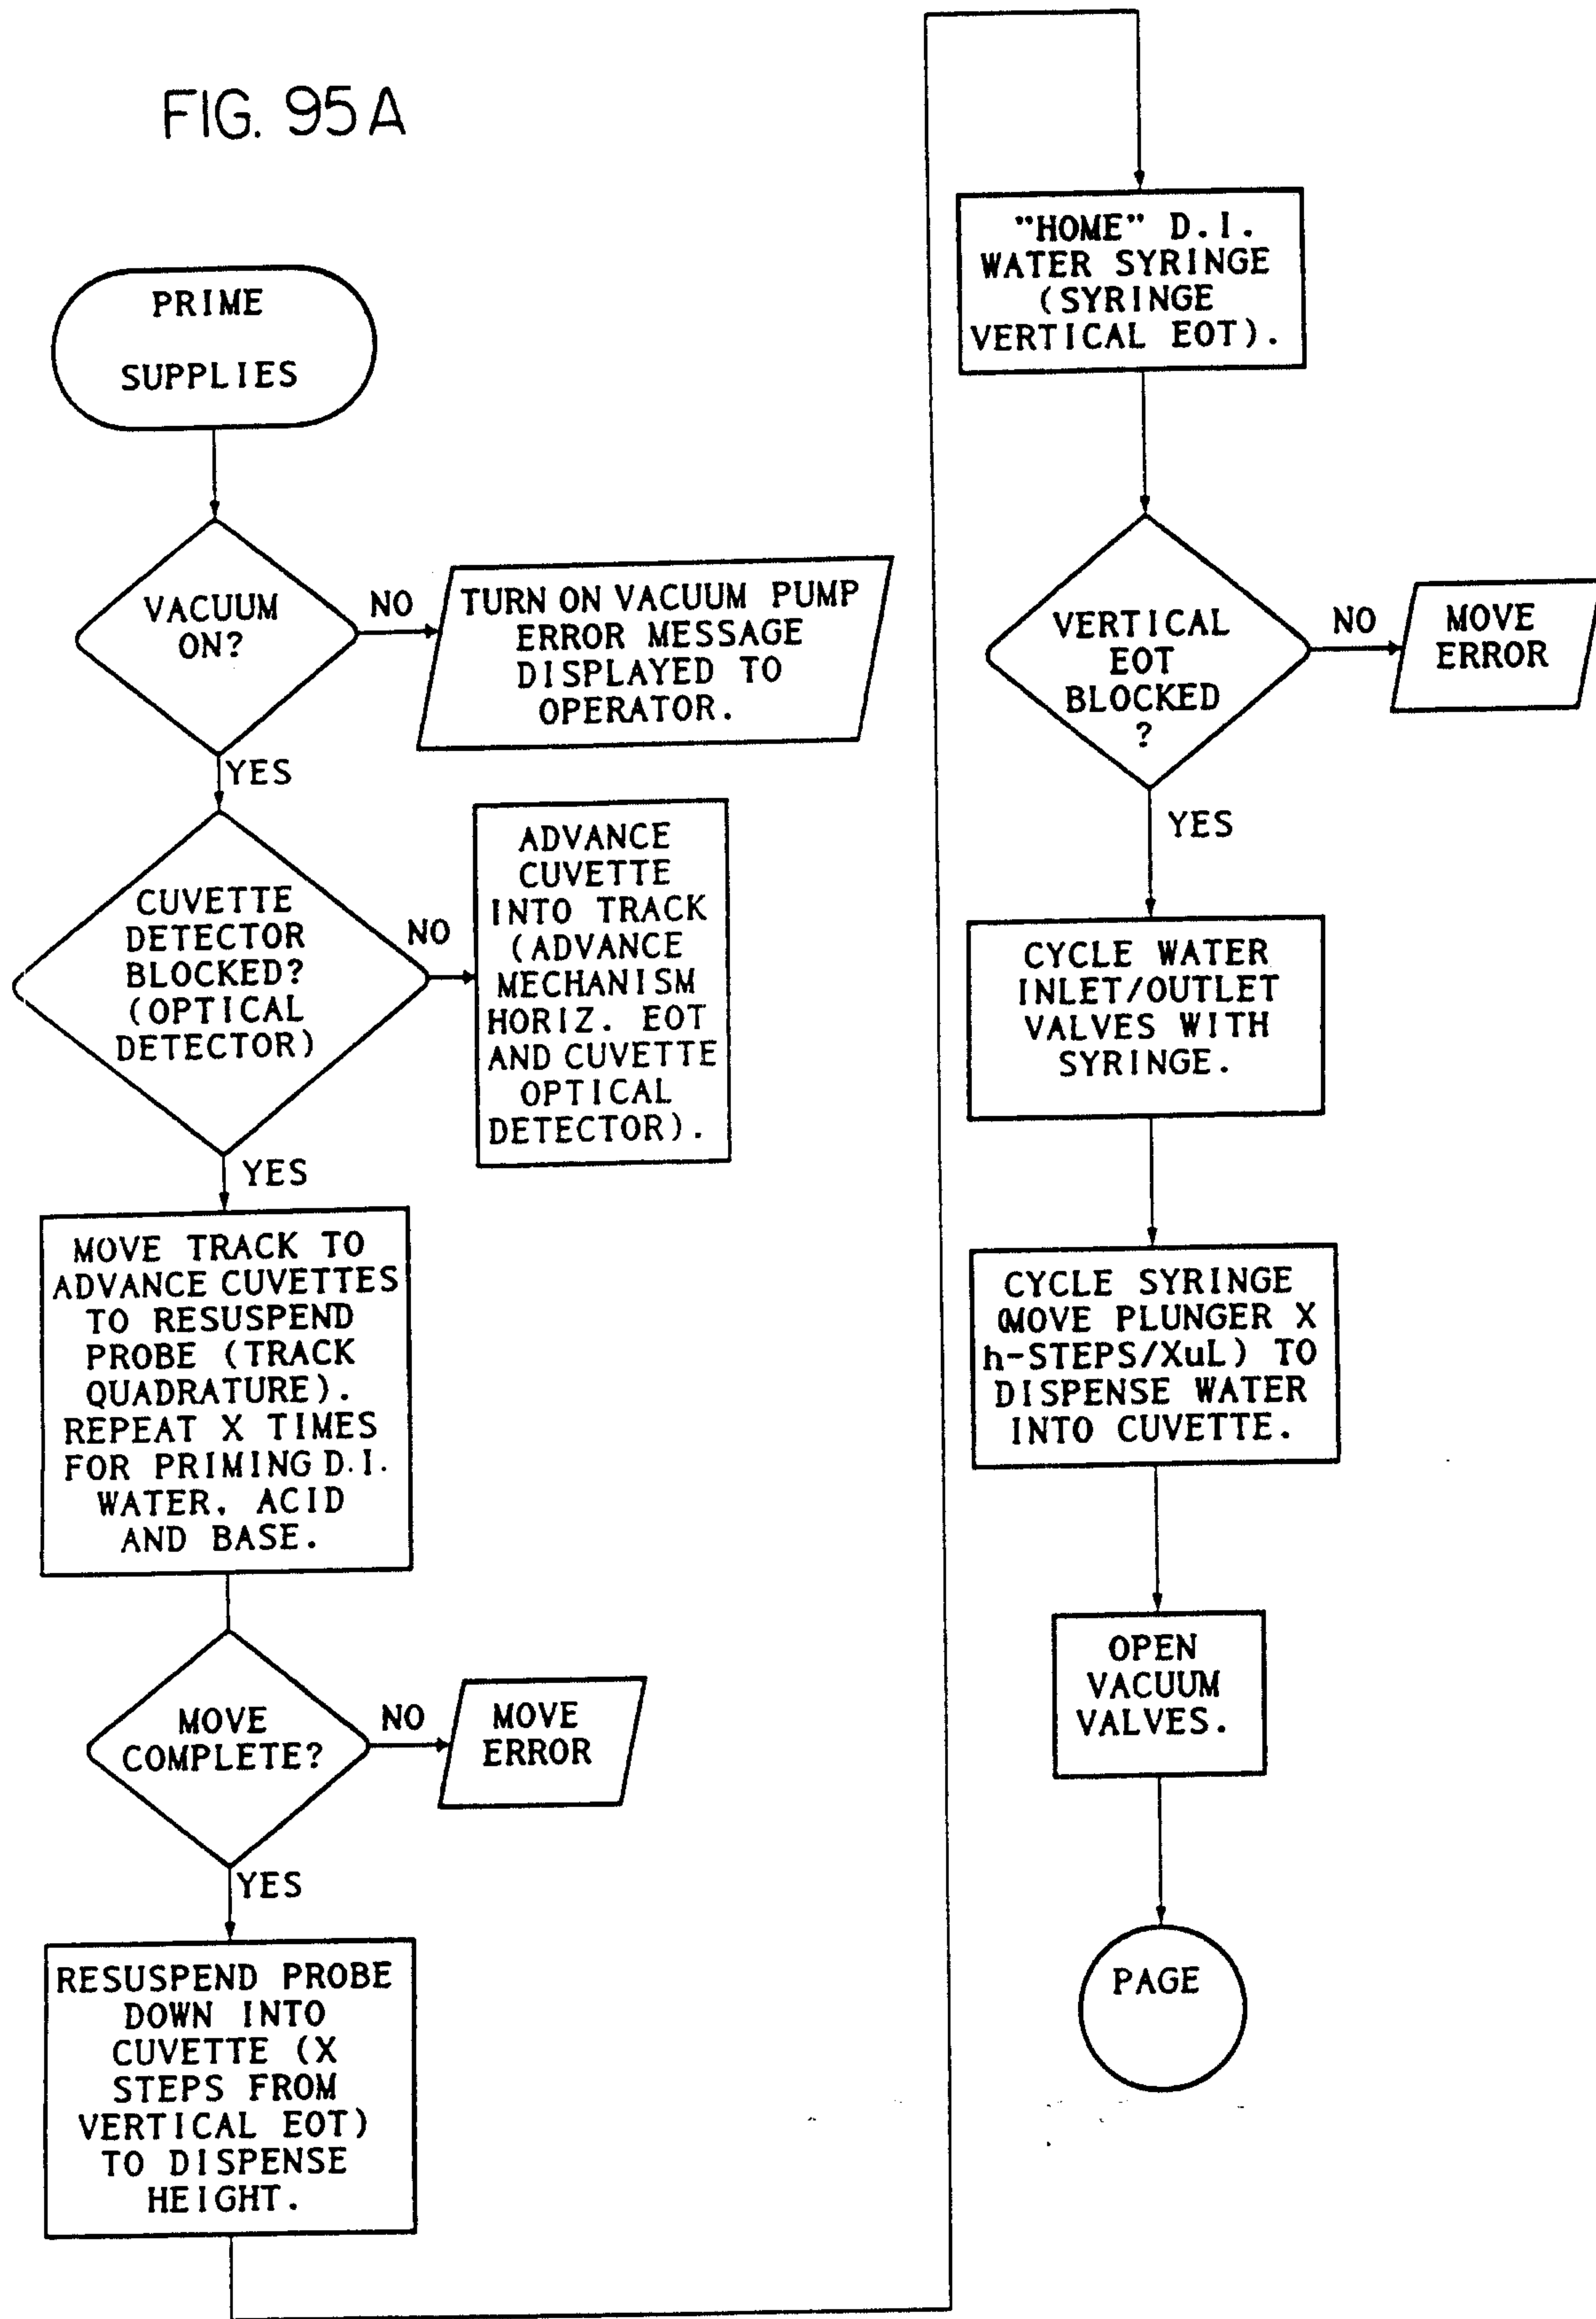 FIG. 95A
PRIME
SUPPLIES
VACUUM
ON?
NO
TURN ON VACUUM PUMP
ERROR MESSAGE
DISPLAYED TO
OPERATOR.
YES
CUVETTE
DETECTOR
BLOCKED?
(OPTICAL
DETECTOR)
NO
ADVANCE
CUVETTE
INTO TRACK
(ADVANCE
MECHANISM
HORIZ. EOT
AND CUVETTE
OPTICAL
DETECTOR).
YES
MOVE TRACK TO
ADVANCE CUVETTES
TO RESUSPEND
PROBE (TRACK
QUADRATURE).
REPEAT X TIMES
FOR PRIMING D.I.
WATER, ACID
AND BASE.
MOVE
COMPLETE?
NO
MOVE
ERROR
YES
RESUSPEND PROBE
DOWN INTO
CUVETTE (X
STEPS FROM
VERTICAL EOT)
TO DISPENSE
HEIGHT.
"HOME" D.I.
WATER SYRINGE
(SYRINGE
VERTICAL EOT).
VERTICAL
EOT
BLOCKED
?
NO
MOVE
ERROR
YES
CYCLE WATER
INLET/OUTLET
VALVES WITH
SYRINGE.
CYCLE SYRINGE
(MOVE PLUNGER X
h-STEPS/XuL) TO
DISPENSE WATER
INTO CUVETTE.
OPEN
VACUUM
VALVES.
PAGE